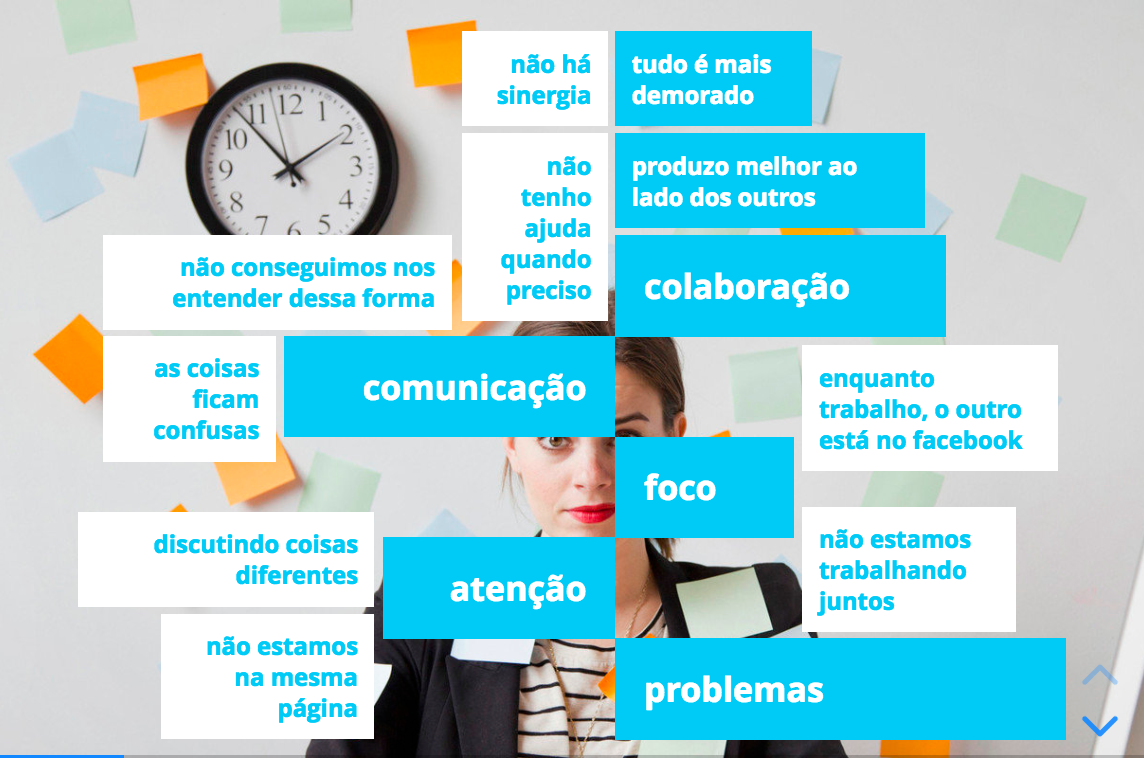 não há
sinergia
tudo é mais
demorado
não
tenho
ajuda
quando
preciso
produzo melhor ao
lado dos outros
não conseguimos nos
entender dessa forma
colaboração
as coisas
ficam
confusas
comunicação
enquanto
trabalho, o outro
está no facebook
foco
discutindo coisas
diferentes
atenção
não estamos
trabalhando
juntos
não estamos
na mesma
página
problemas
10
11
12
1
2
3
4
5
7
8
9